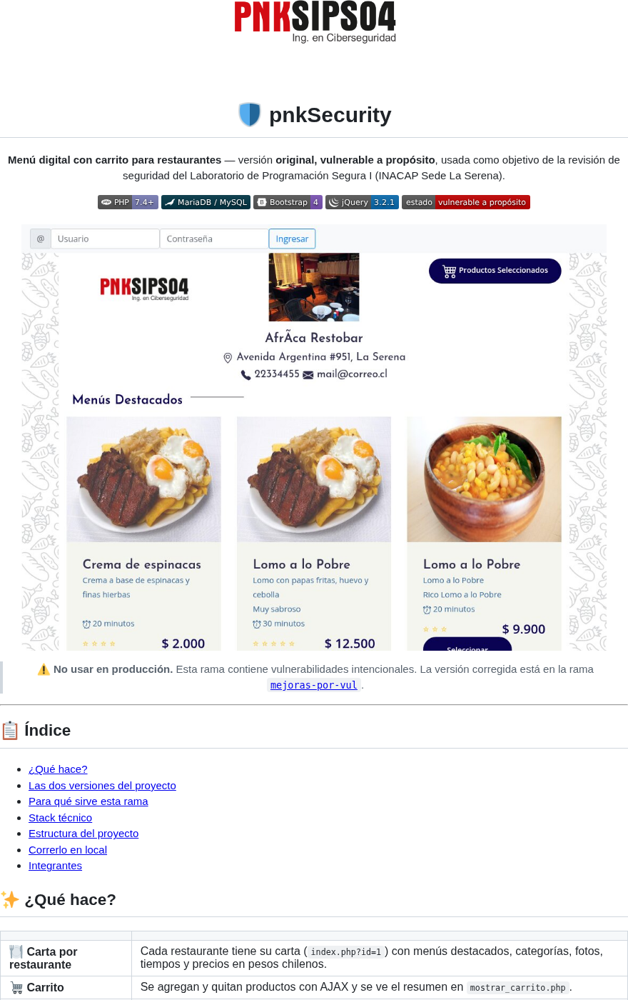 PNKSIPS04
Ing. en Ciberseguridad
pnkSecurity
Menú digital con carrito para restaurantes — versión original, vulnerable a propósito, usada como objetivo de la revisión de
seguridad del Laboratorio de Programación Segura I (INACAP Sede La Serena).
php PHP 7.4+ MariaDB / MySQL B Bootstrap 4 jQuery 3.2.1 estado vulnerable a propósito
@ Usuario Contraseña Ingresar
PNKSIPS04
Ing. en Ciberseguridad
Productos Seleccionados
AfrÃca Restobar
Avenida Argentina #951, La Serena
22334455 mail@correo.cl
Menús Destacados
Crema de espinacas
Crema a base de espinacas y
finas hierbas
20 minutos
$ 2.000
Lomo a lo Pobre
Lomo con papas fritas, huevo y
cebolla
Muy sabroso
30 minutos
$ 12.500
Lomo a lo Pobre
Lomo a lo Pobre
Rico Lomo a lo Pobre
20 minutos
$ 9.900
Seleccionar
⚠️ No usar en producción. Esta rama contiene vulnerabilidades intencionales. La versión corregida está en la rama
mejoras-por-vul.
📋 Índice
• ¿Qué hace?
• Las dos versiones del proyecto
• Para qué sirve esta rama
• Stack técnico
• Estructura del proyecto
• Correrlo en local
• Integrantes
✨ ¿Qué hace?
🍽️ Carta por
restaurante
Cada restaurante tiene su carta (index.php?id=1) con menús destacados, categorías, fotos,
tiempos y precios en pesos chilenos.
🛒 Carrito
Se agregan y quitan productos con AJAX y se ve el resumen en mostrar_carrito.php.